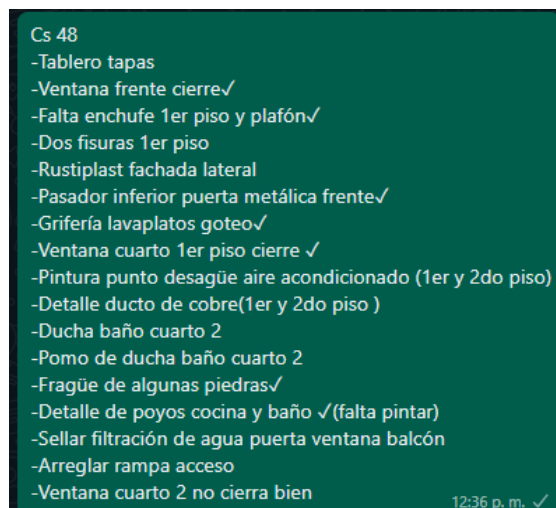 Cs 48
-Tablero tapas
-Ventana frente cierre✓
-Falta enchufe 1er piso y plafón✓
-Dos fisuras 1er piso
-Rustiplast fachada lateral
-Pasador inferior puerta metálica frente✓
-Grifería lavaplatos goteo✓
-Ventana cuarto 1er piso cierre ✓
-Pintura punto desagüe aire acondicionado (1er y 2do piso)
-Detalle ducto de cobre(1er y 2do piso )
-Ducha baño cuarto 2
-Pomo de ducha baño cuarto 2
-Fragüe de algunas piedras✓
-Detalle de poyos cocina y baño ✓(falta pintar)
-Sellar filtración de agua puerta ventana balcón
-Arreglar rampa acceso
-Ventana cuarto 2 no cierra bien
12:36 p. m. ✓